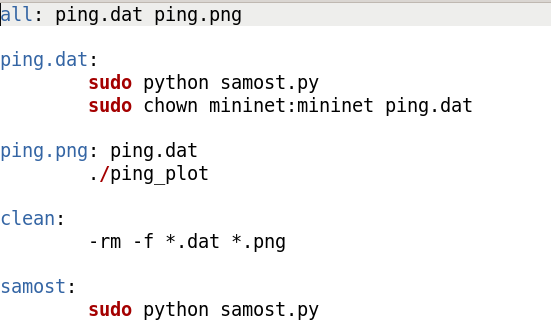 all: ping.dat ping.png
ping.dat:
sudo python samost.py
sudo chown mininet:mininet ping.dat
ping.png: ping.dat
./ping_plot
clean:
-rm -f *.dat *.png
samost:
sudo python samost.py